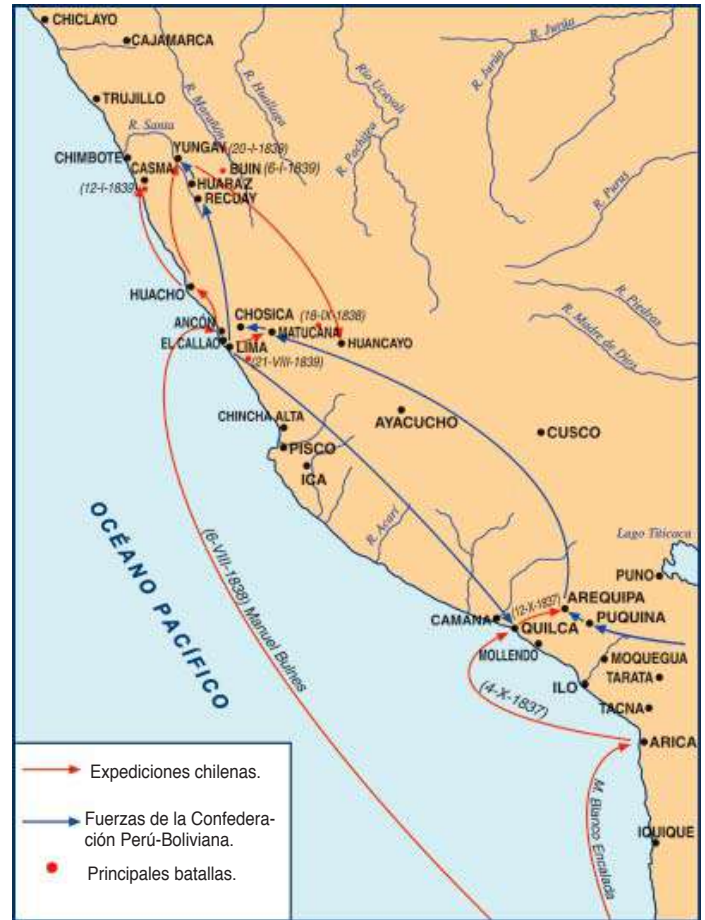 CHICLAYO
CAJAMARCA
R. Jurúa
R. Jurúa
Río Ucayali
R. Huallaga
R. Marañón
TRUJILLO
R. Santa
R. Pachitea
CHIMBOTE
YUNGAY (20-I-1839)
CASMA
BUIN (6-I-1839)
(12-I-1839)
HUARAZ
RECUAY
R. Purus
HUACHO
R. Piedras
CHOSICA (18-IX-1838)
ANCÓN
MATUCANA
R. Madre de Dios
EL CALLAO
LIMA
HUANCAYO
(21-VIII-1839)
CHINCHA ALTA
AYACUCHO
CUSCO
PISCO
ICA
R. Acarí
OCÉANO PACÍFICO
Lago Titicaca
PUNO
(6-VIII-1838) Manuel Bulnes
(12-X-1837)
AREQUIPA
CAMANA
PUQUINA
QUILCA
MOLLENDO
MOQUEGUA
(4-X-1837)
ILO
TARATA
TACNA
ARICA
M. Blanco Encalada
IQUIQUE
Expediciones chilenas.
Fuerzas de la Confedera-
ción Perú-Boliviana.
Principales batallas.